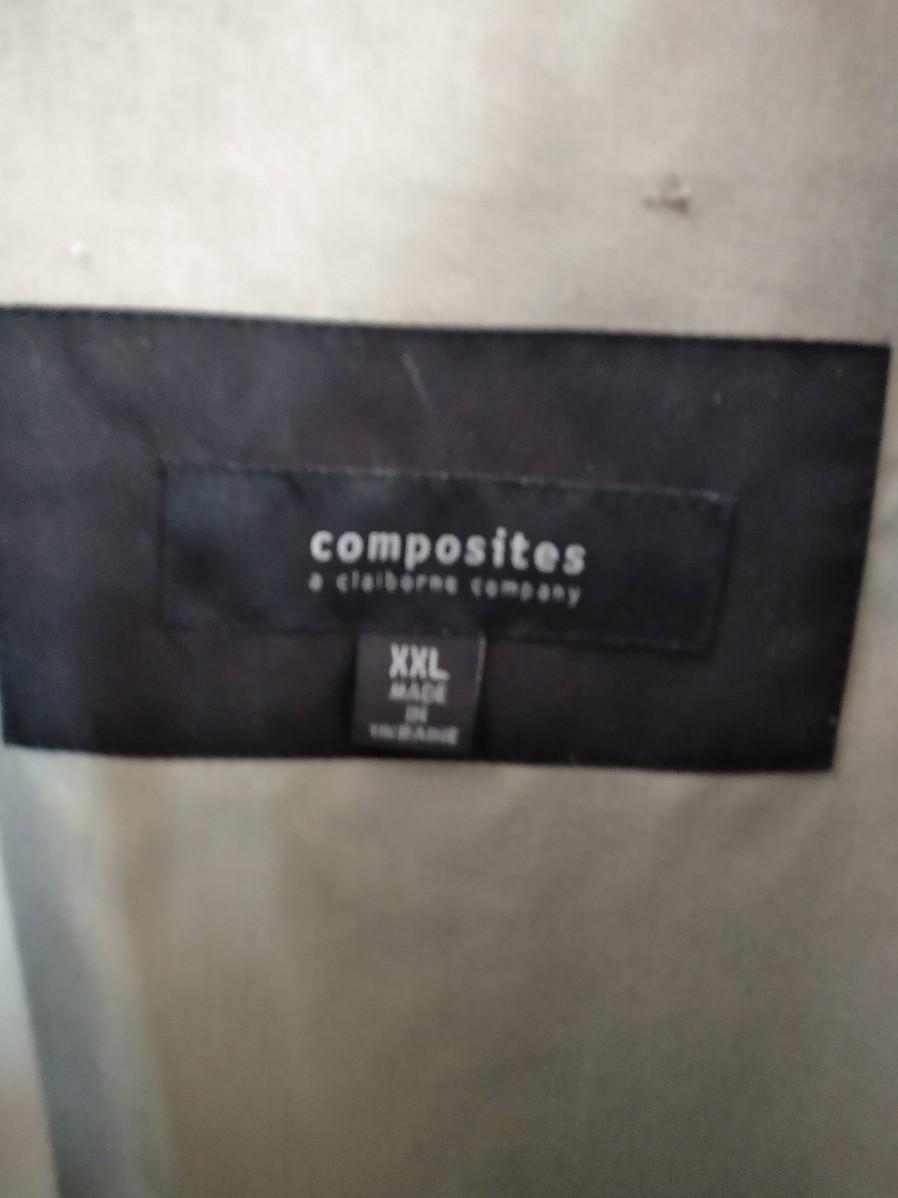 composites
a claiborne company
XXL
MADE
IN
UKRAINE